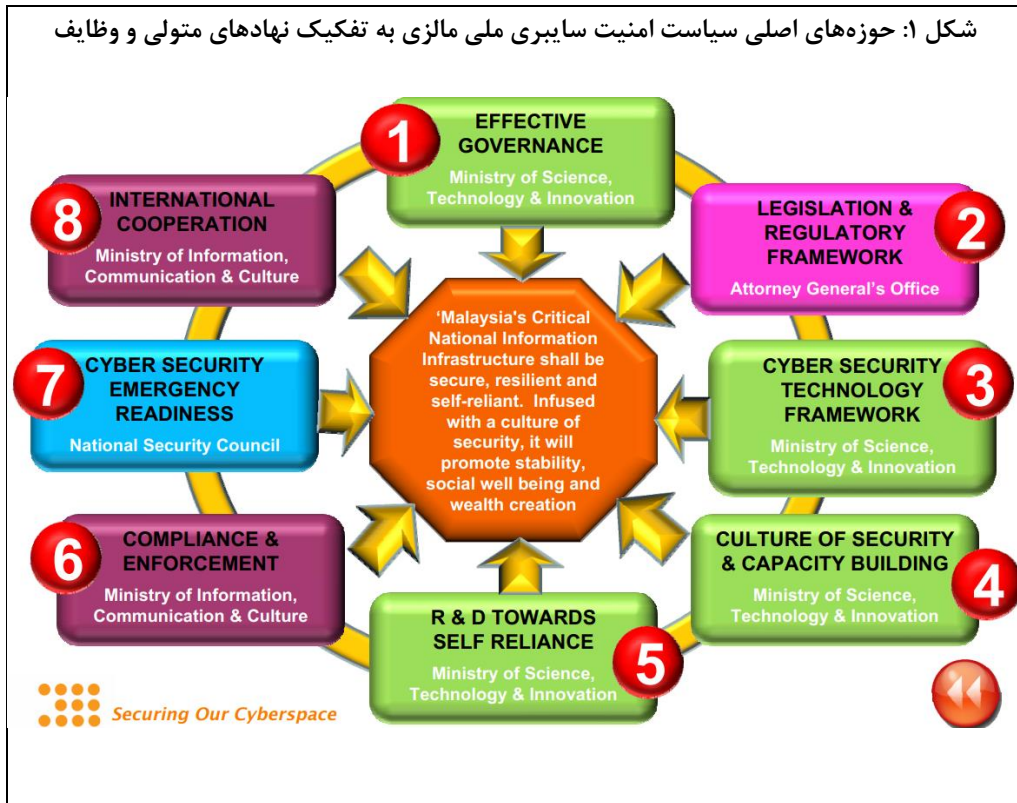 شکل ۱: حوزه‌های اصلی سیاست امنیت سایبری ملی مالزی به تفکیک نهادهای متولی و وظایف
1
EFFECTIVE
GOVERNANCE
Ministry of Science,
Technology & Innovation
2
LEGISLATION &
REGULATORY
FRAMEWORK
Attorney General's Office
3
CYBER SECURITY
TECHNOLOGY
FRAMEWORK
Ministry of Science,
Technology & Innovation
4
CULTURE OF SECURITY
& CAPACITY BUILDING
Ministry of Science,
Technology & Innovation
5
R & D TOWARDS
SELF RELIANCE
Ministry of Science,
Technology & Innovation
6
COMPLIANCE &
ENFORCEMENT
Ministry of Information,
Communication & Culture
7
CYBER SECURITY
EMERGENCY
READINESS
National Security Council
8
INTERNATIONAL
COOPERATION
Ministry of Information,
Communication & Culture
'Malaysia's Critical
National Information
Infrastructure shall be
secure, resilient and
self-reliant. Infused
with a culture of
security, it will
promote stability,
social well being and
wealth creation
Securing Our Cyberspace